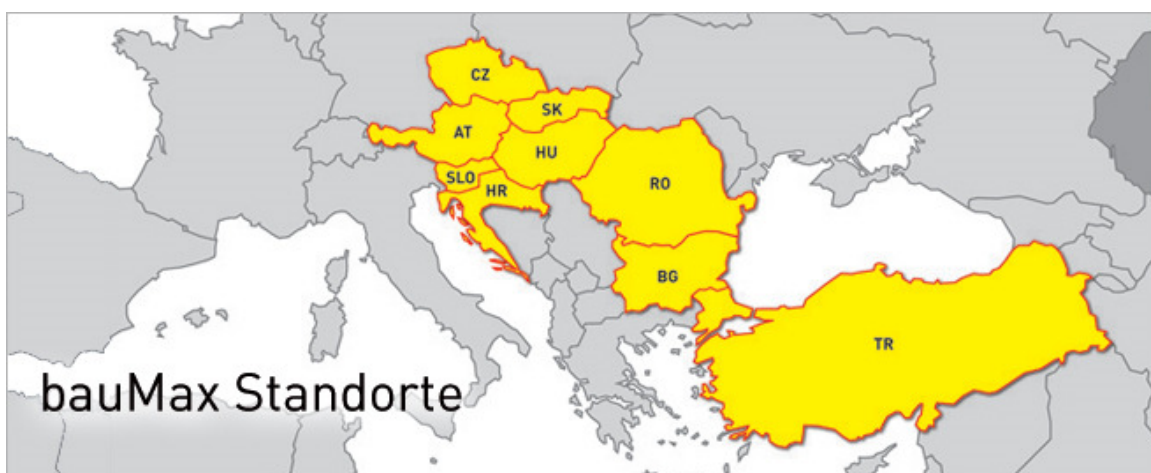 CZ
SK
AT
HU
SLO
HR
RO
BG
TR
bauMax Standorte